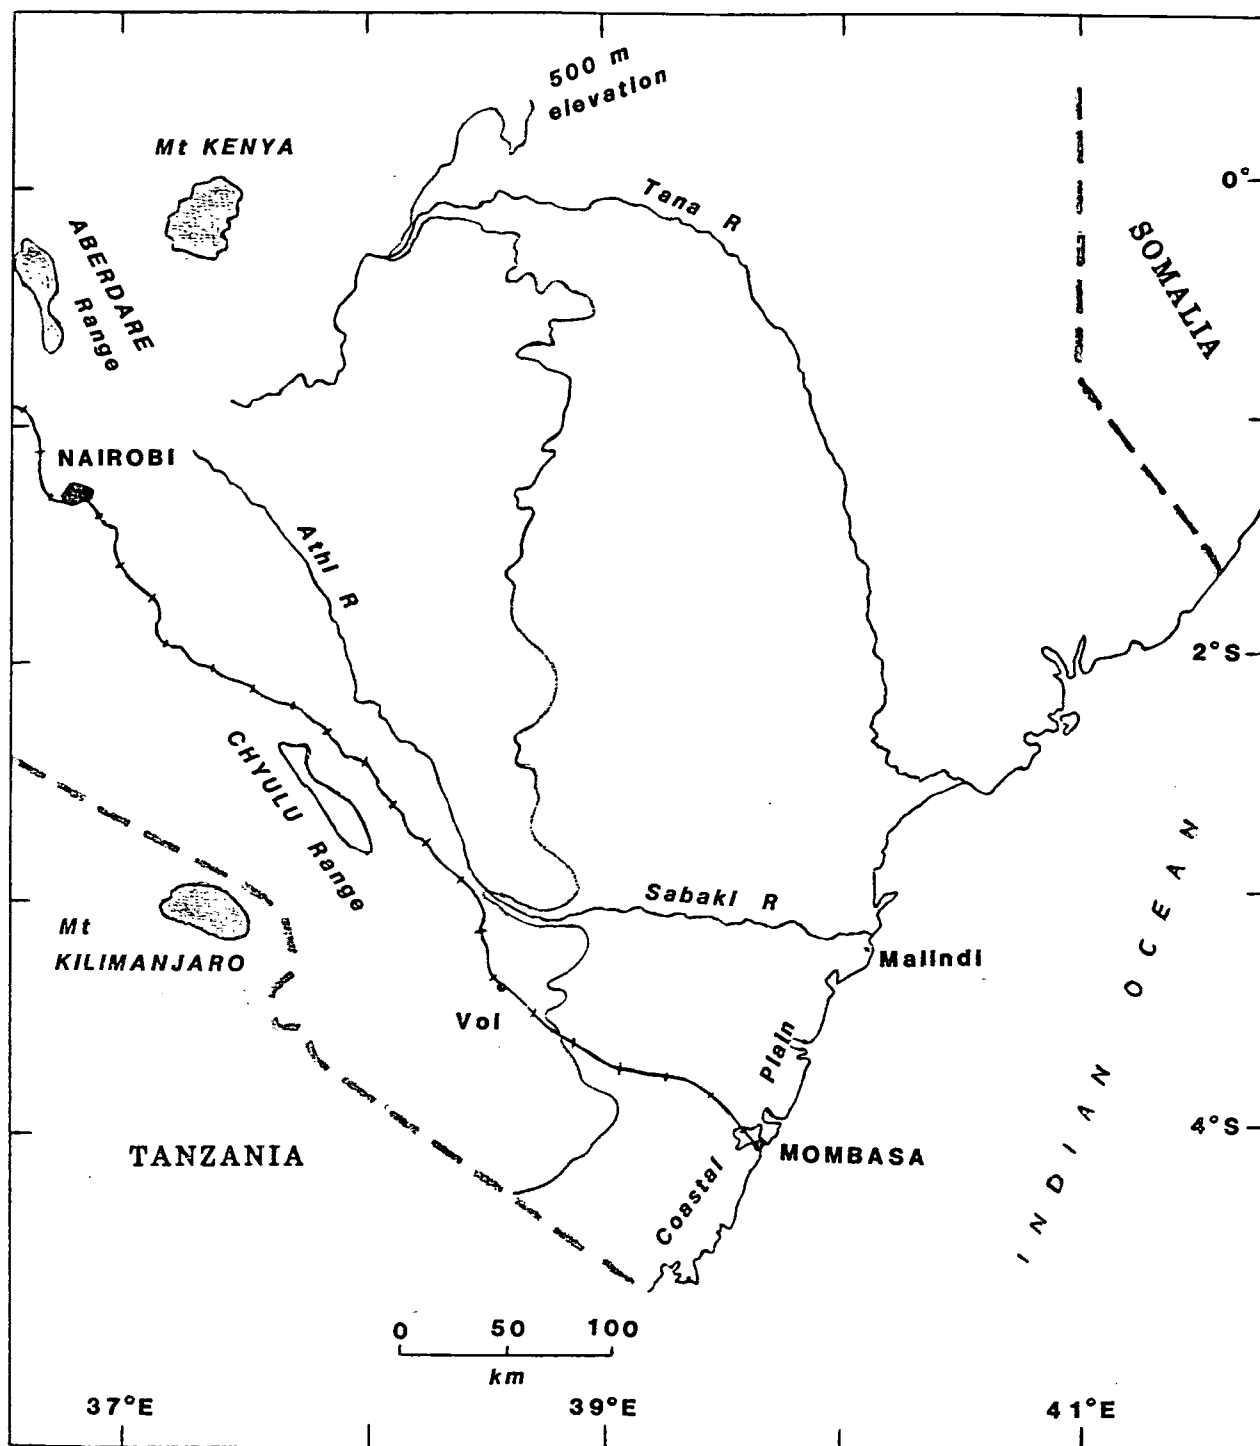 500 m
elevation
Mt KENYA
0°
Tana R
SOMALIA
ABERDARE
Range
NAIROBI
Athi R
2°S
CHYULU Range
Sabaki R
Mt
KILIMANJARO
Malindi
INDIAN OCEAN
Voi
Coastal Plain
4°S
TANZANIA
MOMBASA
0 50 100
km
37°E 39°E 41°E